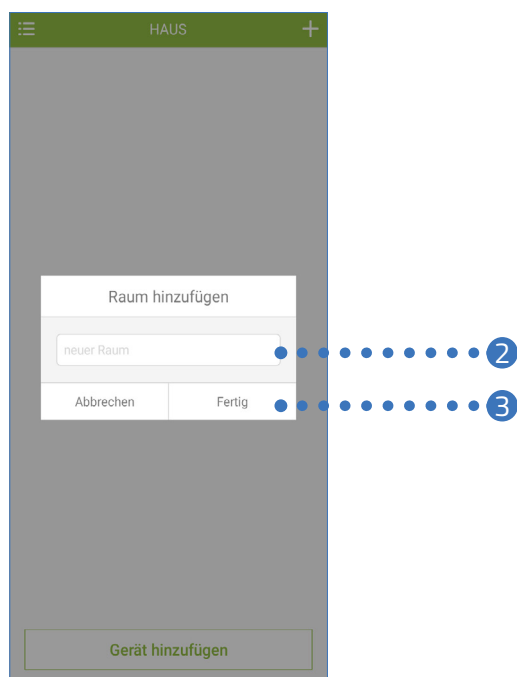 HAUS
Raum hinzufügen
neuer Raum
2
Abbrechen Fertig
3
Gerät hinzufügen